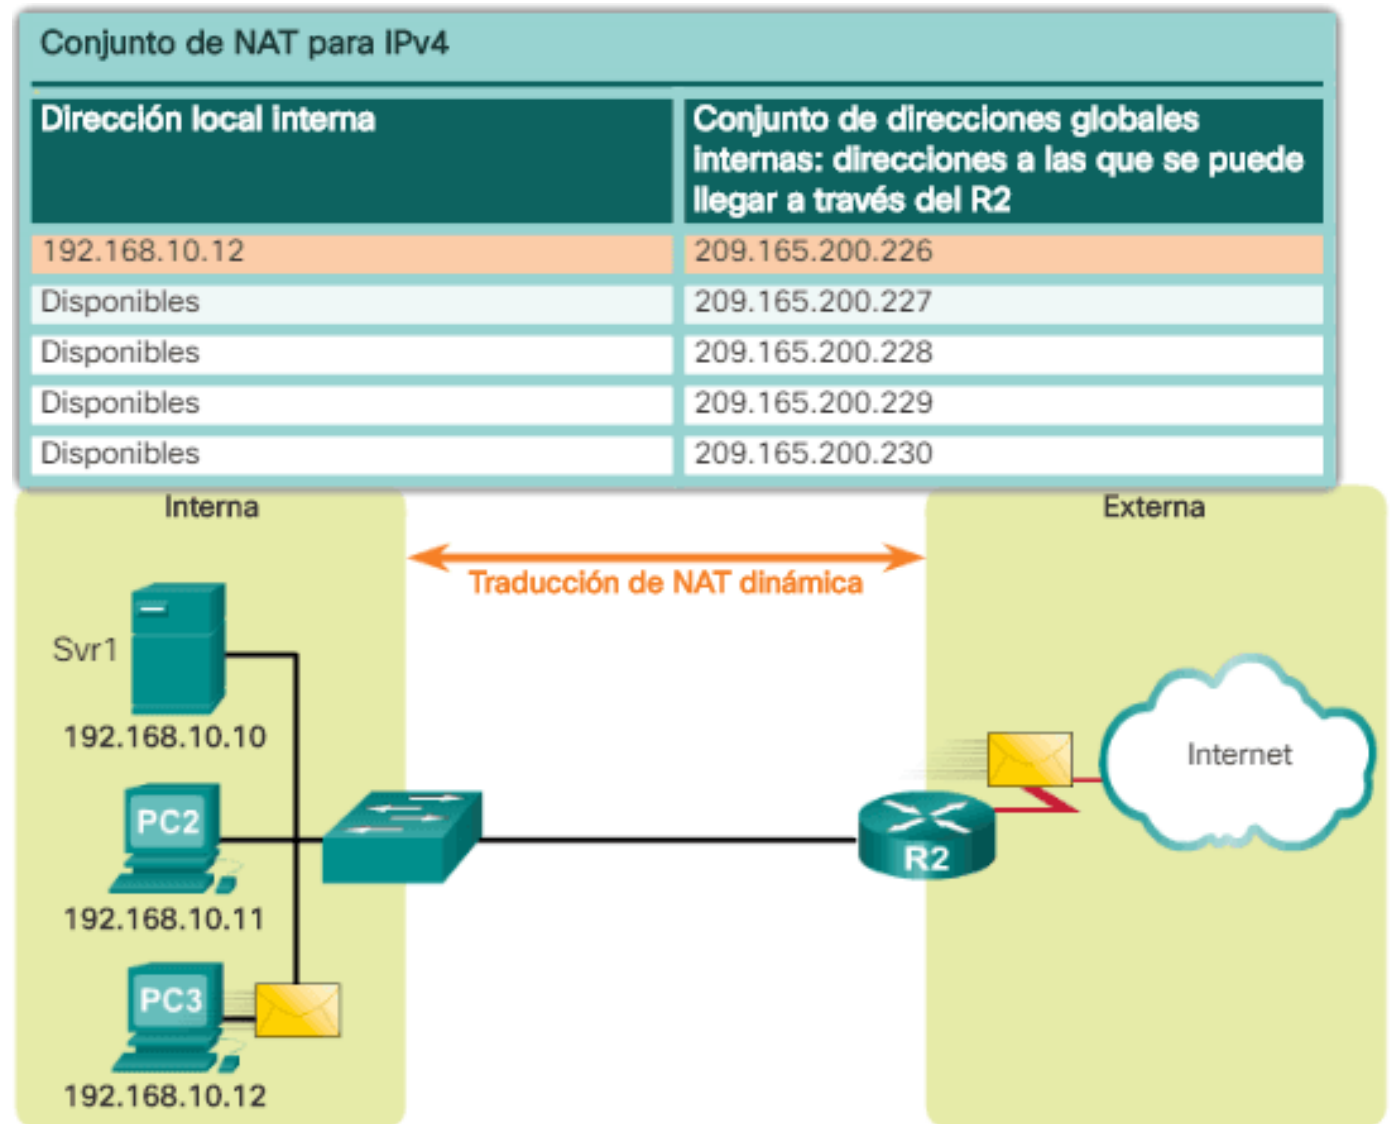 Conjunto de NAT para IPv4
Dirección local interna
Conjunto de direcciones globales
internas: direcciones a las que se puede
llegar a través del R2
192.168.10.12
209.165.200.226
Disponibles
209.165.200.227
Disponibles
209.165.200.228
Disponibles
209.165.200.229
Disponibles
209.165.200.230
Interna
Externa
Traducción de NAT dinámica
Svr1
192.168.10.10
Internet
PC2
R2
192.168.10.11
PC3
192.168.10.12